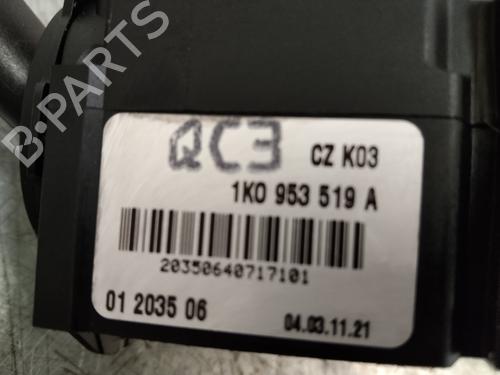 B-PARTS
QC3
CZ K03
1K0 953 519 A
20350640717101
01 2035 06
04.03.11.21